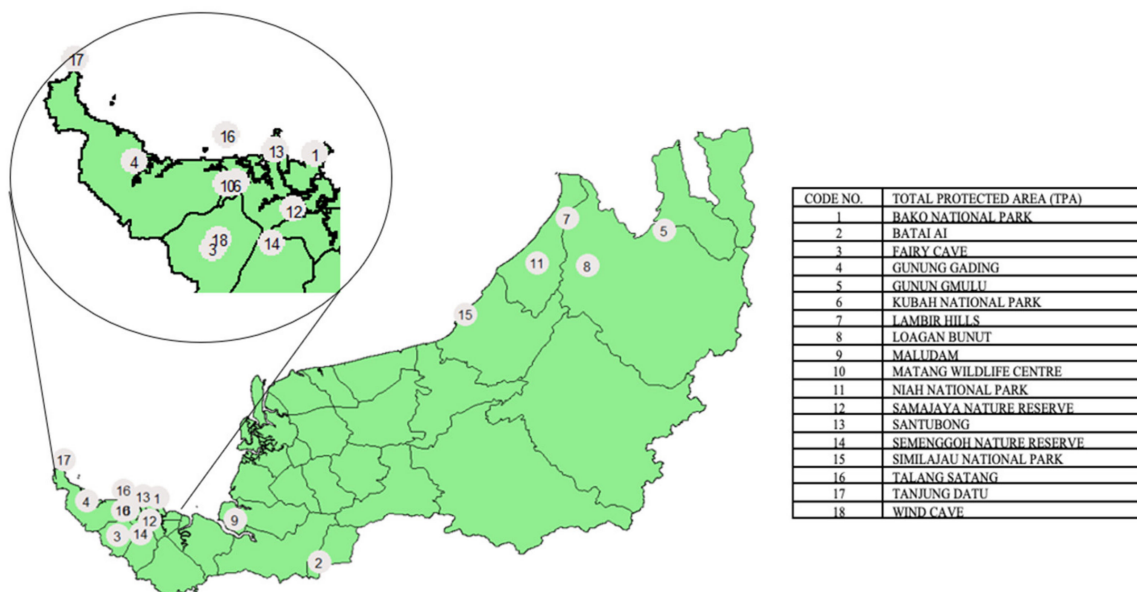 17
16
13
1
4
106
12
18
3
14
7
5
11
8
15
17
16
13
1
4
10
12
3
14
9
2
CODE NO. TOTAL PROTECTED AREA (TPA)
1 BAKO NATIONAL PARK
2 BATAI AI
3 FAIRY CAVE
4 GUNUNG GADING
5 GUNUN GMULU
6 KUBAH NATIONAL PARK
7 LAMBIR HILLS
8 LOAGAN BUNUT
9 MALUDAM
10 MATANG WILDLIFE CENTRE
11 NIAH NATIONAL PARK
12 SAMAJAYA NATURE RESERVE
13 SANTUBONG
14 SEMENGGOH NATURE RESERVE
15 SIMILAJAU NATIONAL PARK
16 TALANG SATANG
17 TANJUNG DATU
18 WIND CAVE